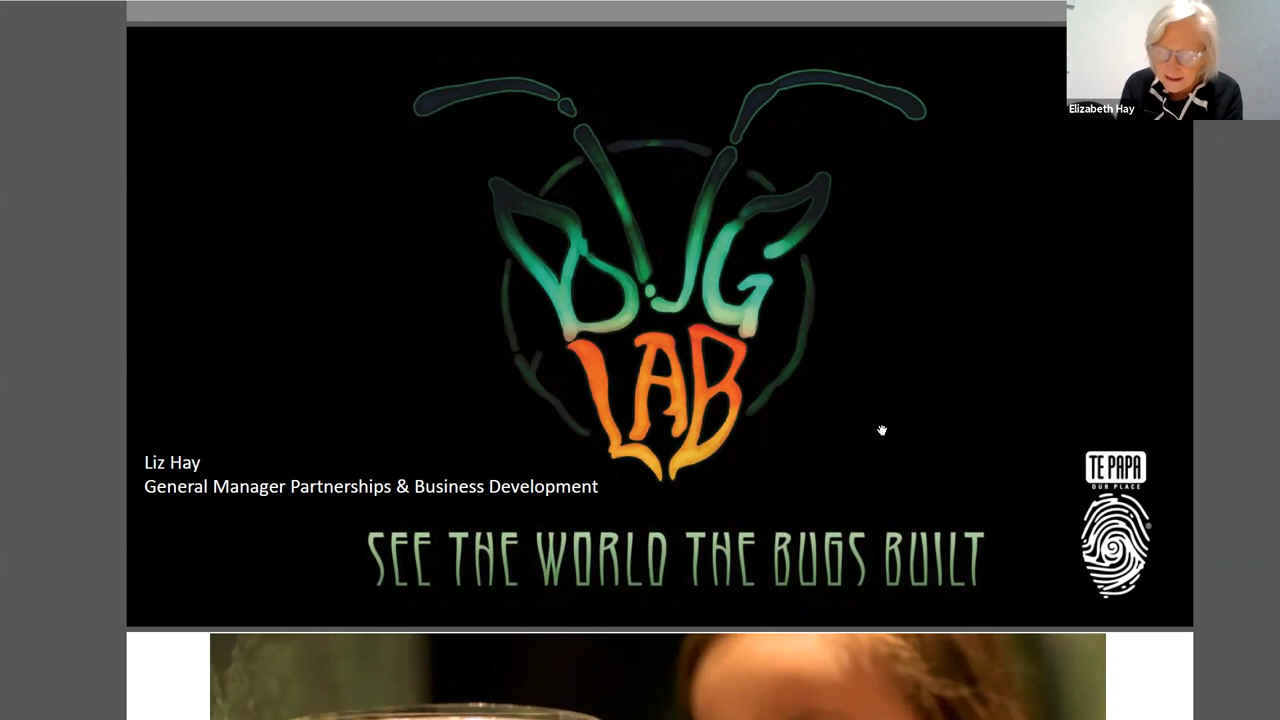 Elizabeth Hay
BUG
LAB
Liz Hay
General Manager Partnerships & Business Development
TE PAPA
OUR PLACE
®
SEE THE WORLD THE BUGS BUILT